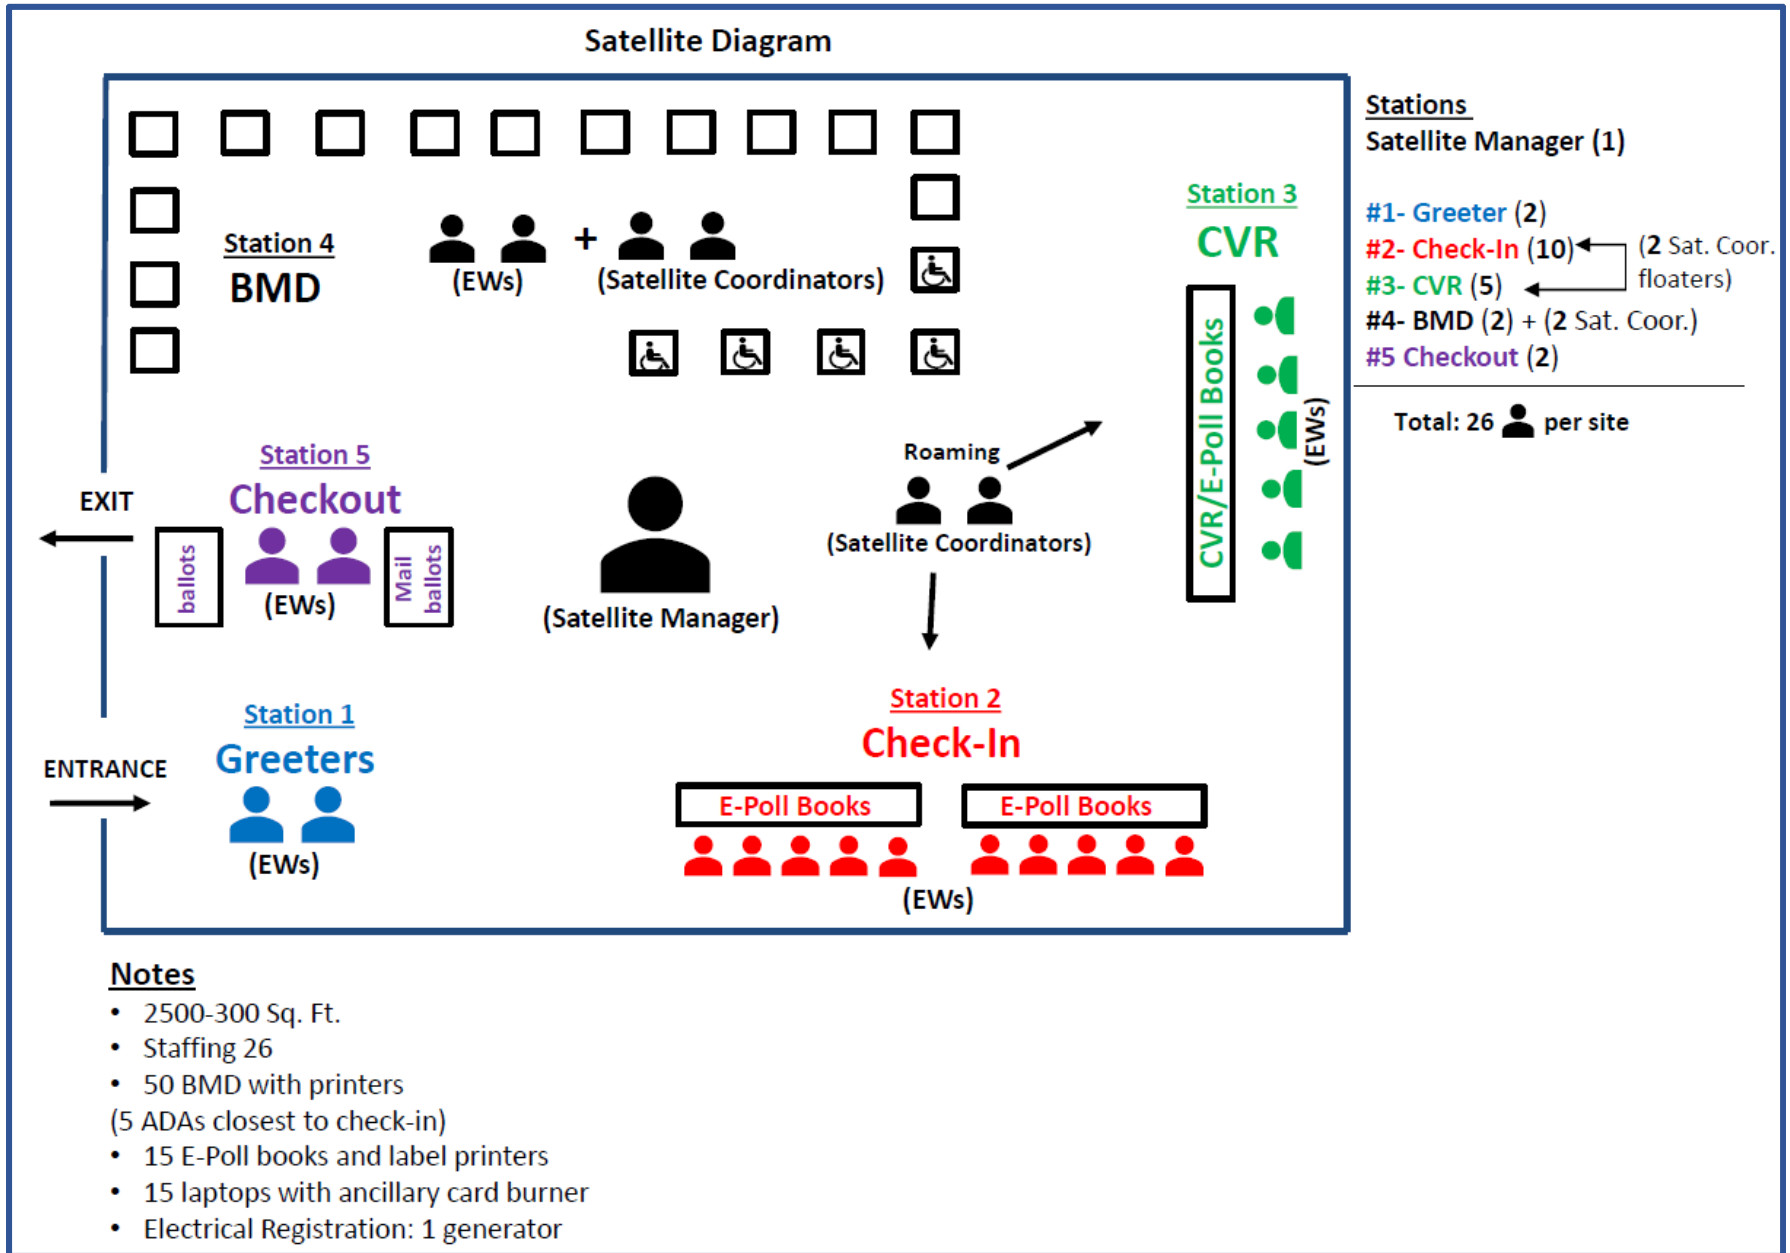 Satellite Diagram
Stations
Satellite Manager (1)
#1- Greeter (2)
#2- Check-In (10)
(2 Sat. Coor.
floaters)
#3- CVR (5)
#4- BMD (2) + (2 Sat. Coor.)
#5 Checkout (2)
Total: 26 per site
Station 4
BMD
+
(EWs)
(Satellite Coordinators)
Station 3
CVR
CVR/E-Poll Books
(EWs)
Station 5
Checkout
EXIT
ballots
(EWs)
Mail
ballots
(Satellite Manager)
Roaming
(Satellite Coordinators)
Station 1
Greeters
ENTRANCE
(EWs)
Station 2
Check-In
E-Poll Books
E-Poll Books
(EWs)
Notes
• 2500-300 Sq. Ft.
• Staffing 26
• 50 BMD with printers
(5 ADAs closest to check-in)
• 15 E-Poll books and label printers
• 15 laptops with ancillary card burner
• Electrical Registration: 1 generator